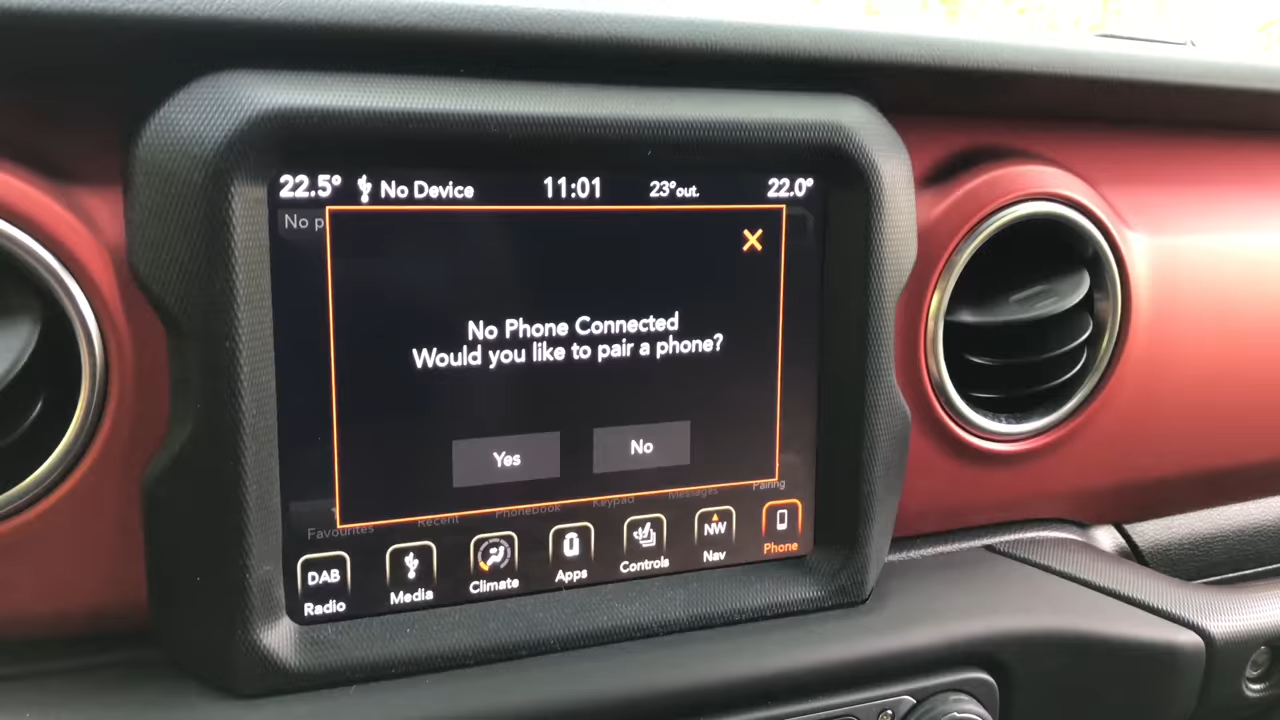 22.5° No Device 11:01 23°out. 22.0°
No p
No Phone Connected
Would you like to pair a phone?
Yes No
Favourites Recent Phonebook Keypad Messages Pairing
DAB NW
Radio Media Climate Apps Controls Nav Phone